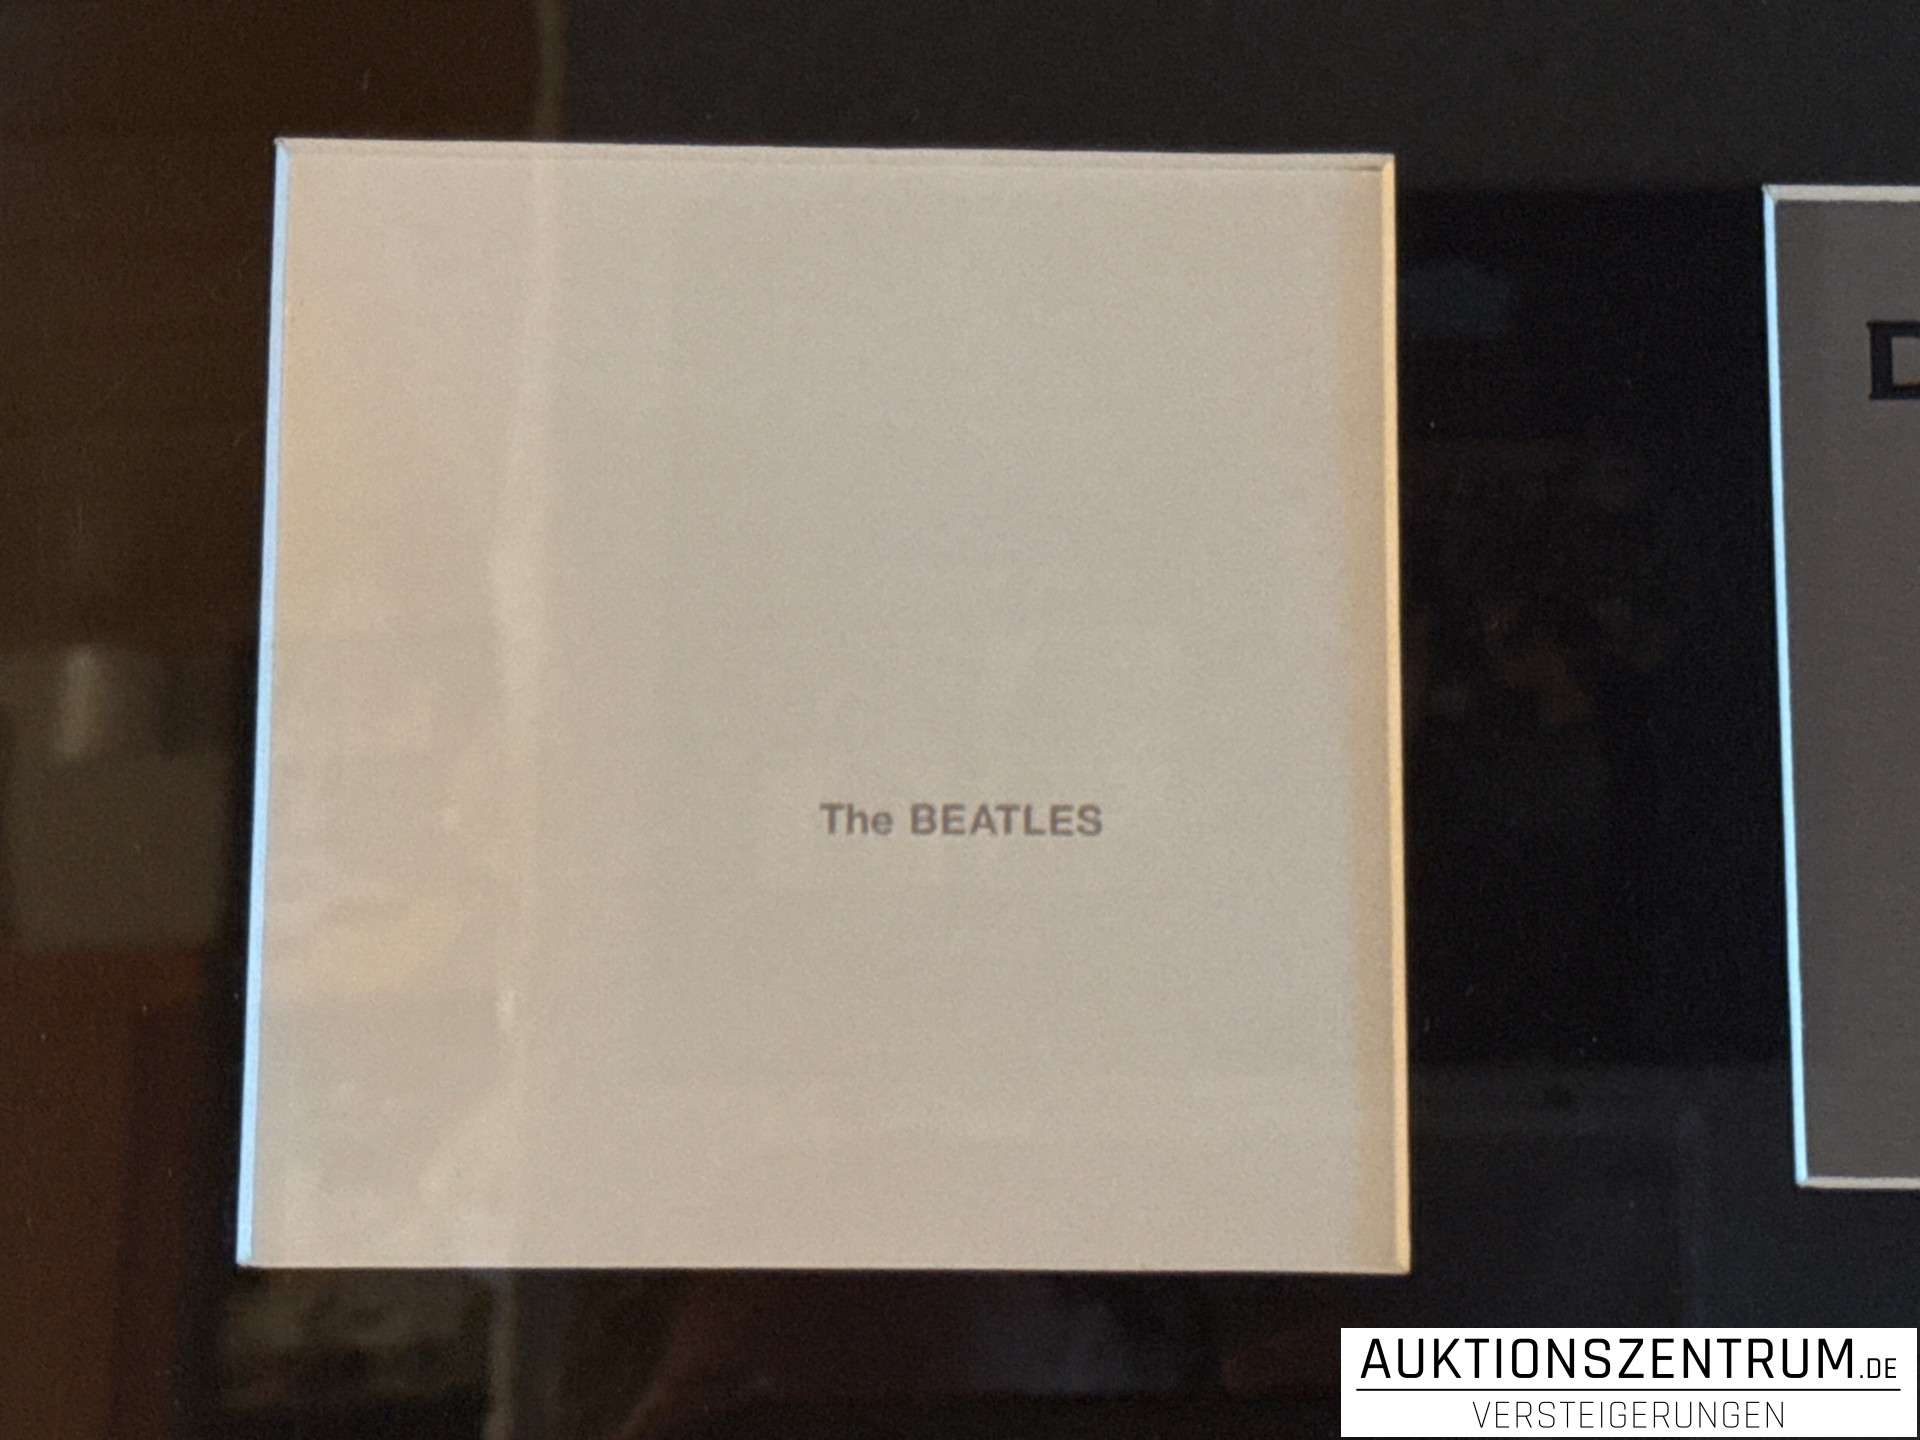 The BEATLES
D
AUKTIONSZENTRUM.DE
VERSTEIGERUNGEN